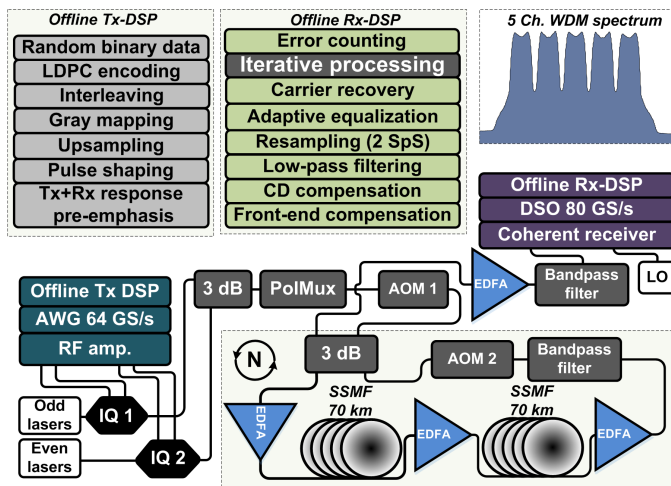 Offline Tx-DSP
Random binary data
LDPC encoding
Interleaving
Gray mapping
Upsampling
Pulse shaping
Tx+Rx response
pre-emphasis
Offline Rx-DSP
Error counting
Iterative processing
Carrier recovery
Adaptive equalization
Resampling (2 SpS)
Low-pass filtering
CD compensation
Front-end compensation
5 Ch. WDM spectrum
Offline Rx-DSP
DSO 80 GS/s
Coherent receiver
LO
Bandpass
filter
EDFA
Offline Tx DSP
AWG 64 GS/s
RF amp.
3 dB
PolMux
AOM 1
Odd
lasers
IQ 1
Even
lasers
IQ 2
N
3 dB
AOM 2
Bandpass
filter
EDFA
SSMF
70 km
EDFA
SSMF
70 km
EDFA